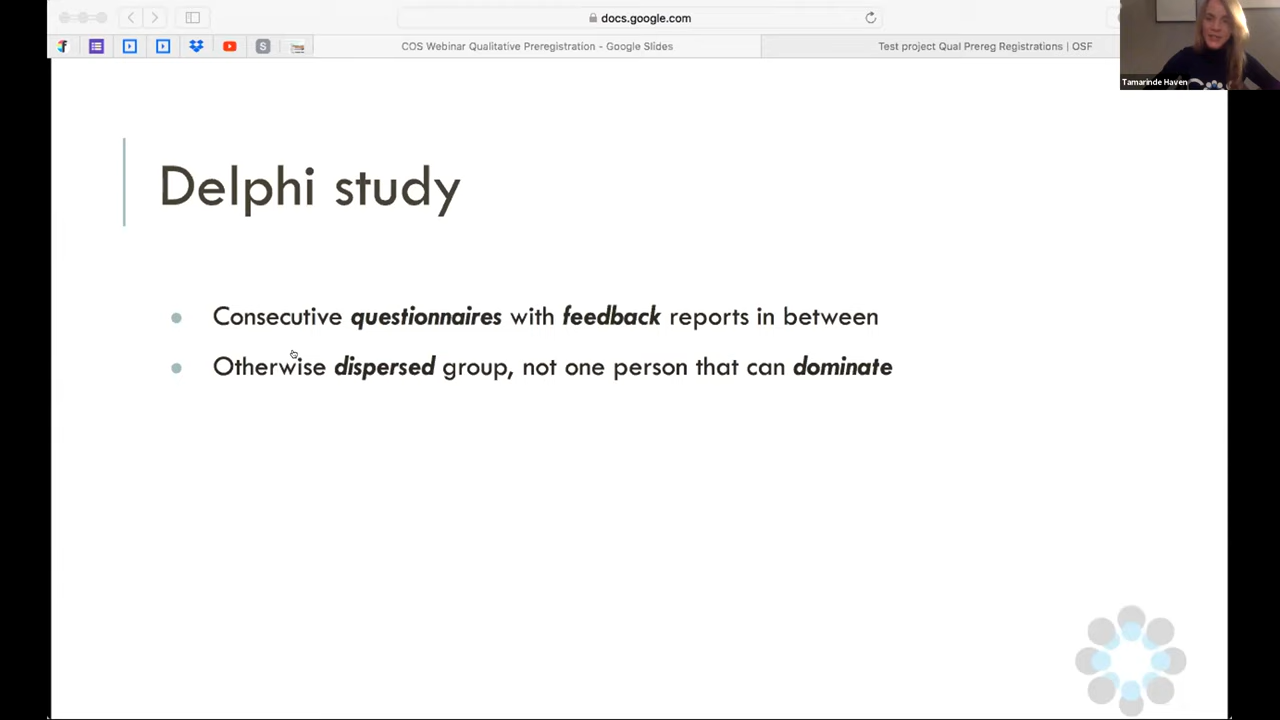 docs.google.com
S
COS Webinar Qualitative Preregistration - Google Slides
Test project Qual Prereg Registrations | OSF
Tamarinde Haven
Delphi study
Consecutive questionnaires with feedback reports in between
Otherwise dispersed group, not one person that can dominate